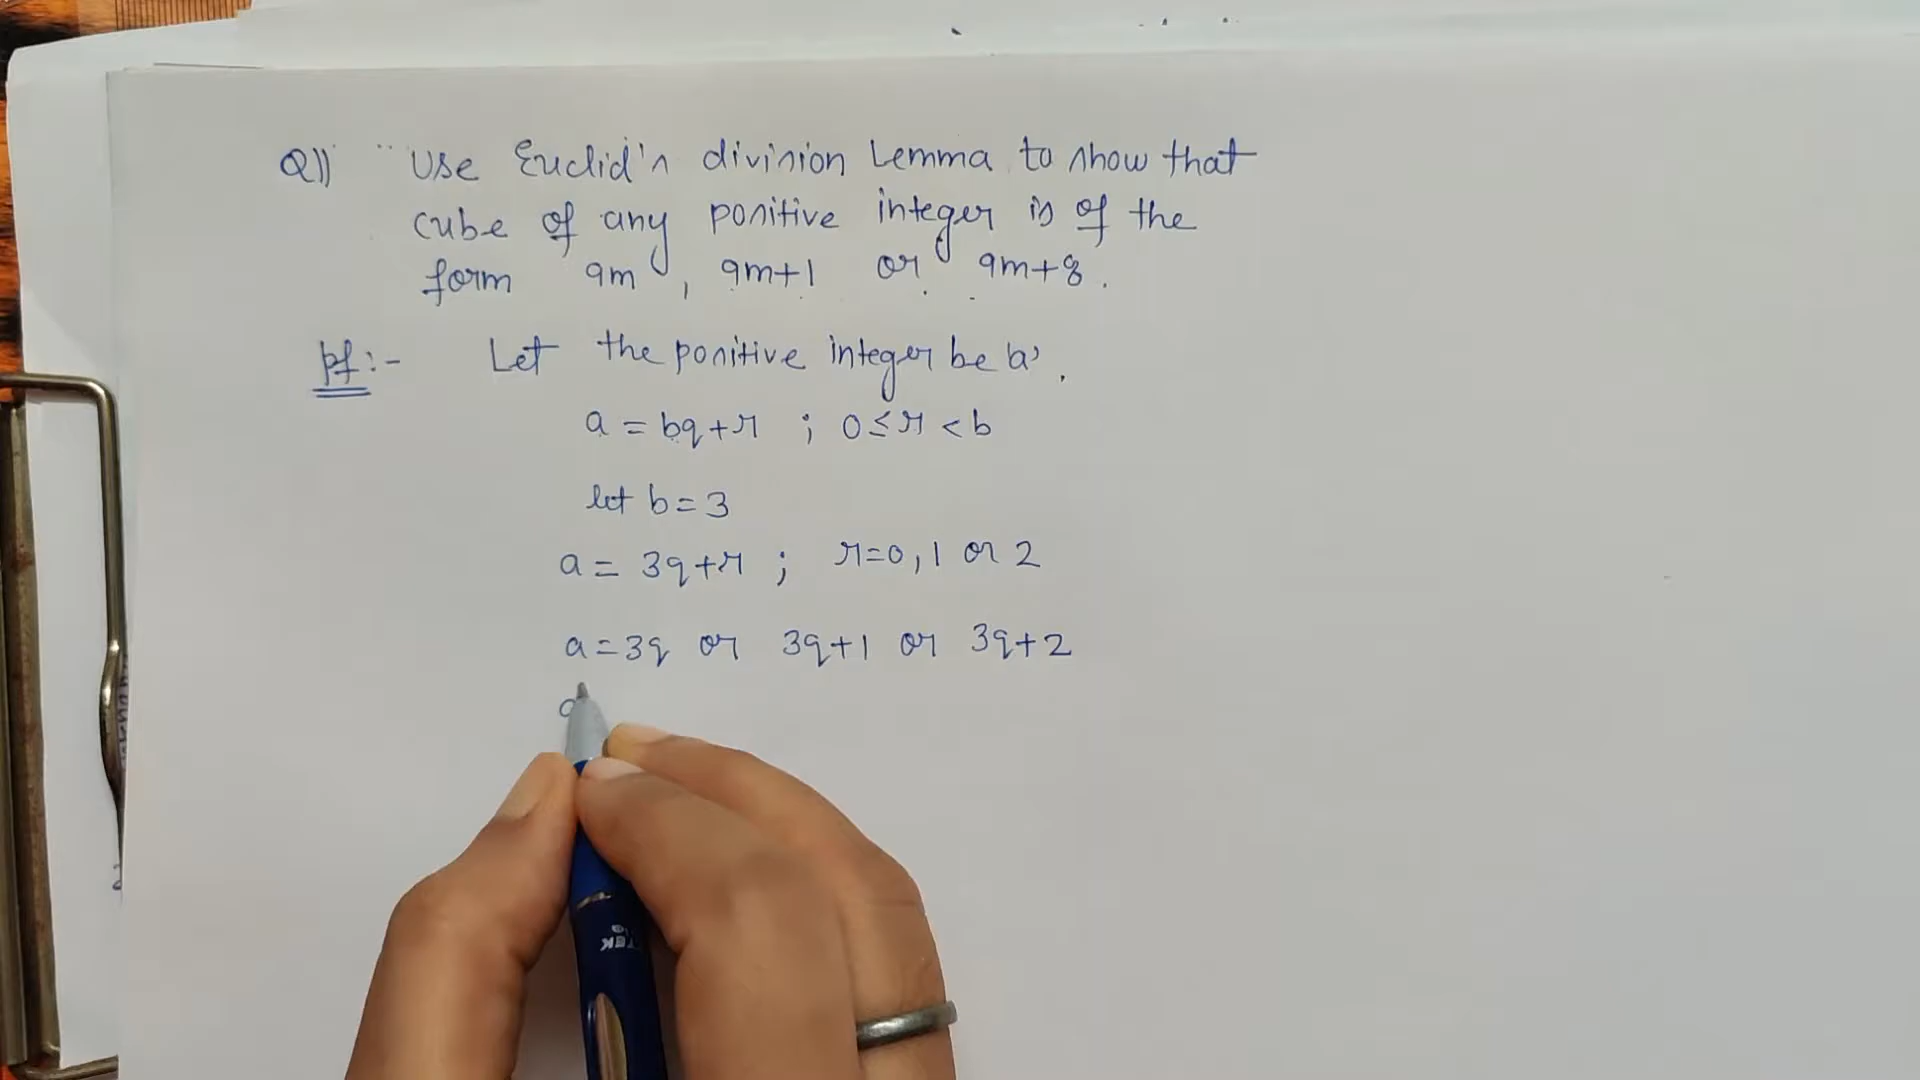 Q1) "Use Euclid's division Lemma to show that
cube of any positive integer is of the
form 9m, 9m+1 or 9m+8.
Pf:- Let the positive integer be 'a'.
a = bq+r ; 0≤r<b
let b=3
a = 3q+r ; r=0,1 or 2
a=3q or 3q+1 or 3q+2